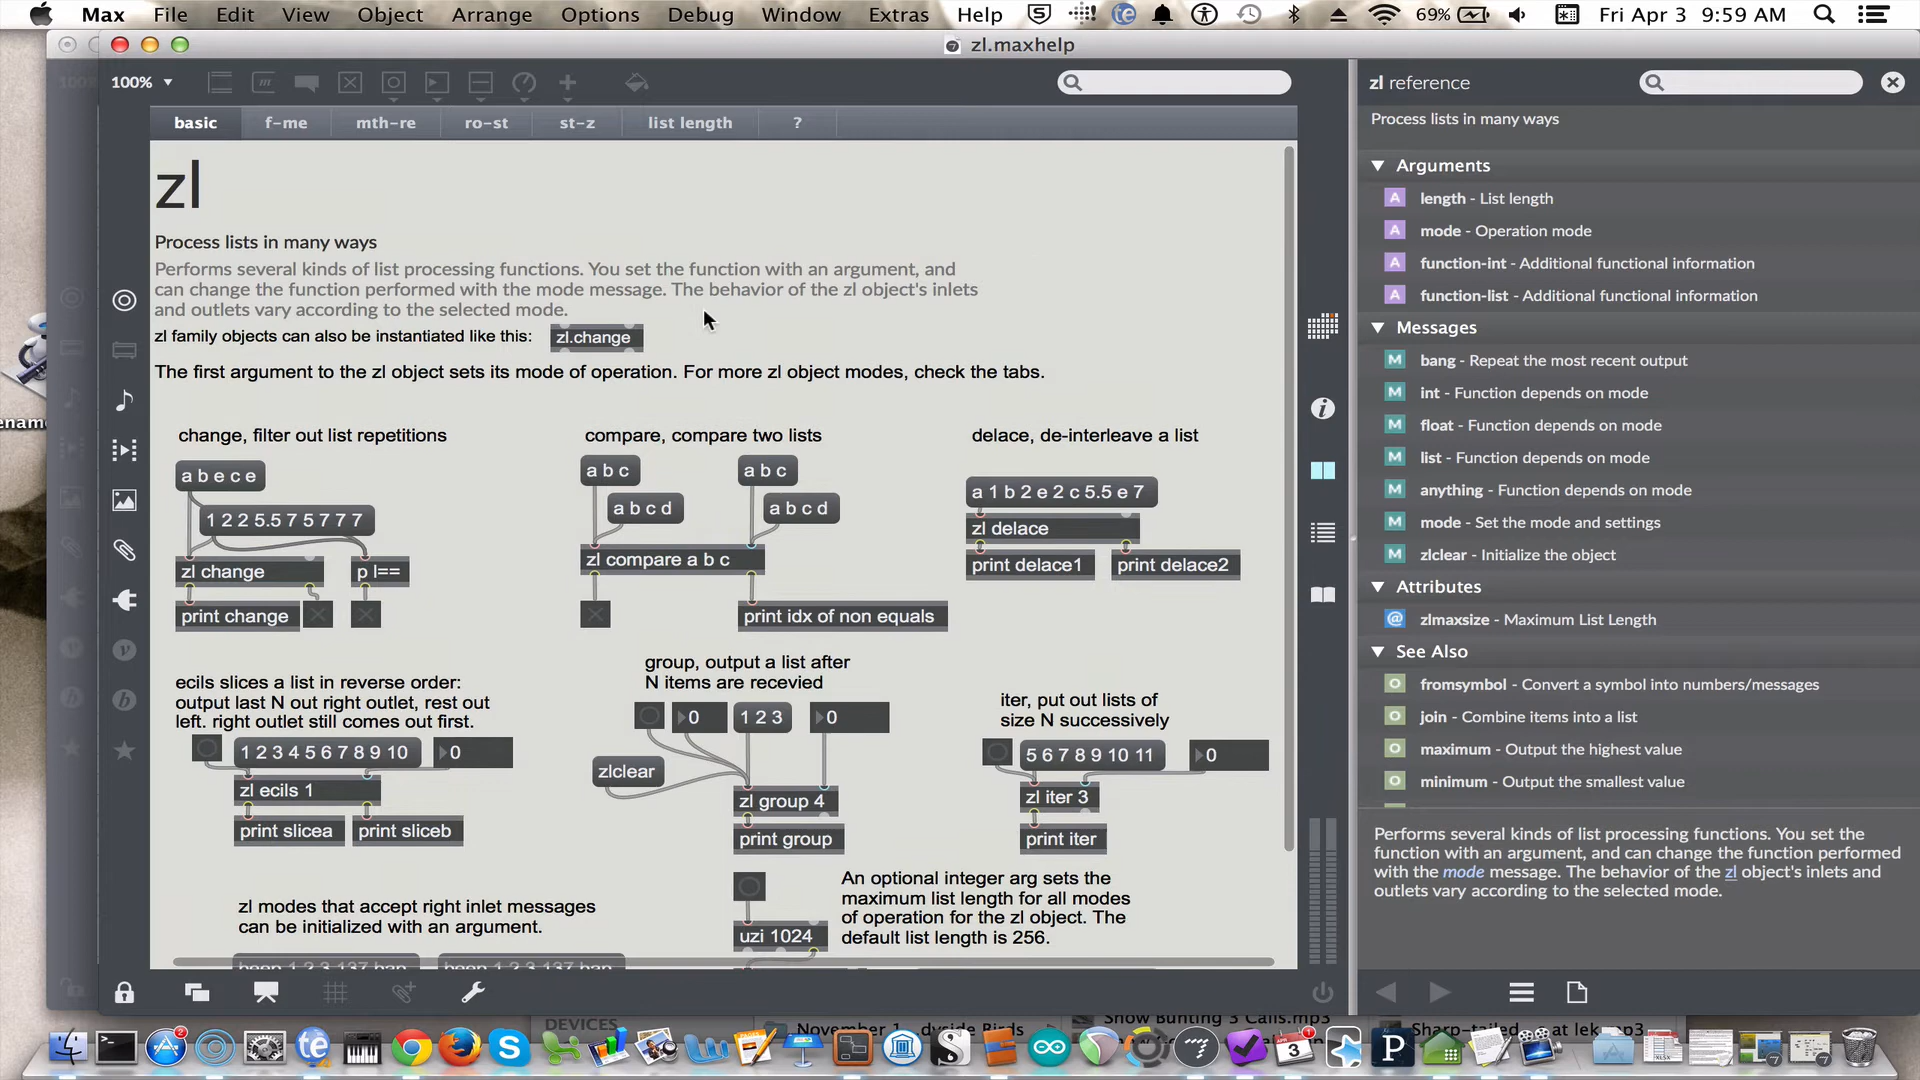 Max File Edit View Object Arrange Options Debug Window Extras Help te 69% Fri Apr 3 9:59 AM
zl.maxhelp
100%
zl reference
basic f-me mth-re ro-st st-z list length ?
Process lists in many ways
zl
Process lists in many ways
Performs several kinds of list processing functions. You set the function with an argument, and
can change the function performed with the mode message. The behavior of the zl object's inlets
and outlets vary according to the selected mode.
zl family objects can also be instantiated like this: zl.change
The first argument to the zl object sets its mode of operation. For more zl object modes, check the tabs.
change, filter out list repetitions
a b e c e
1 2 2 5.5 7 5 7 7 7
zl change
p l==
print change
compare, compare two lists
a b c
a b c
a b c d
a b c d
zl compare a b c
print idx of non equals
delace, de-interleave a list
a 1 b 2 e 2 c 5.5 e 7
zl delace
print delace1
print delace2
ecils slices a list in reverse order:
output last N out right outlet, rest out
left. right outlet still comes out first.
1 2 3 4 5 6 7 8 9 10
0
zl ecils 1
print slicea
print sliceb
group, output a list after
N items are recevied
0
1 2 3
0
zlclear
zl group 4
print group
iter, put out lists of
size N successively
5 6 7 8 9 10 11
0
zl iter 3
print iter
zl modes that accept right inlet messages
can be initialized with an argument.
uzi 1024
An optional integer arg sets the
maximum list length for all modes
of operation for the zl object. The
default list length is 256.
Arguments
A length - List length
A mode - Operation mode
A function-int - Additional functional information
A function-list - Additional functional information
Messages
M bang - Repeat the most recent output
M int - Function depends on mode
M float - Function depends on mode
M list - Function depends on mode
M anything - Function depends on mode
M mode - Set the mode and settings
M zlclear - Initialize the object
Attributes
@ zlmaxsize - Maximum List Length
See Also
O fromsymbol - Convert a symbol into numbers/messages
O join - Combine items into a list
O maximum - Output the highest value
O minimum - Output the smallest value
Performs several kinds of list processing functions. You set the
function with an argument, and can change the function performed
with the mode message. The behavior of the zl object's inlets and
outlets vary according to the selected mode.
DEVICES